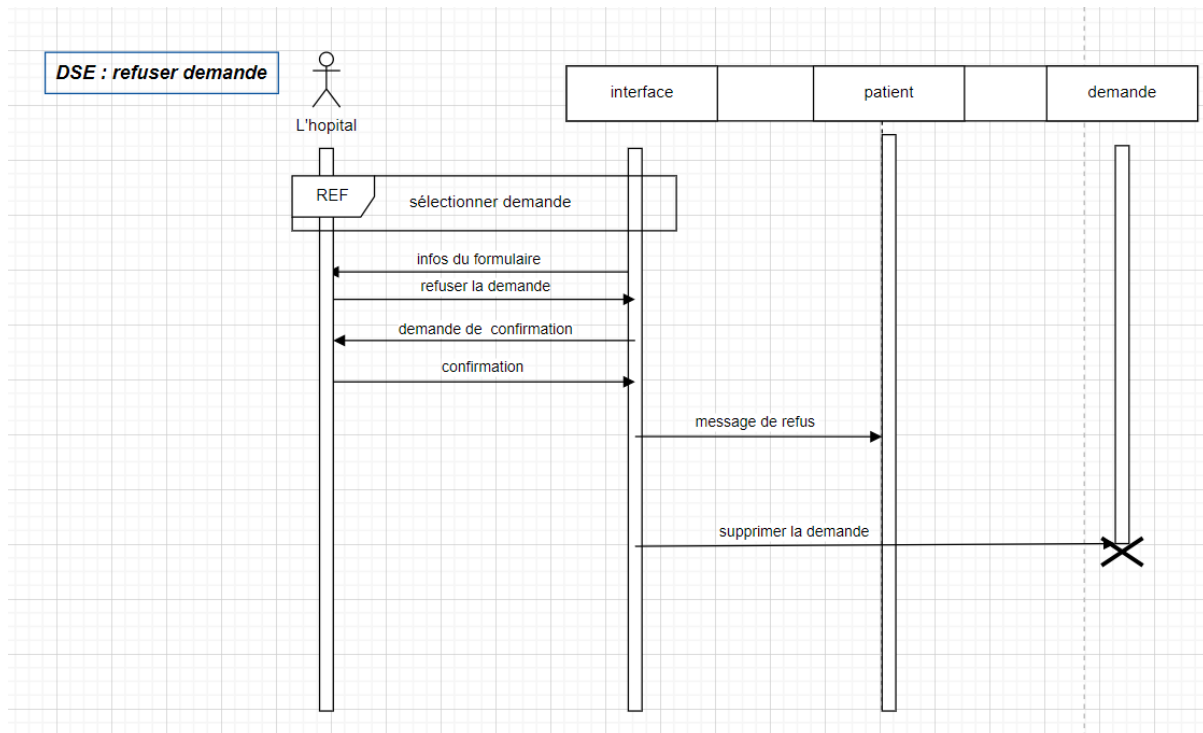 DSE : refuser demande
L'hopital
interface
patient
demande
REF
sélectionner demande
infos du formulaire
refuser la demande
demande de confirmation
confirmation
message de refus
supprimer la demande